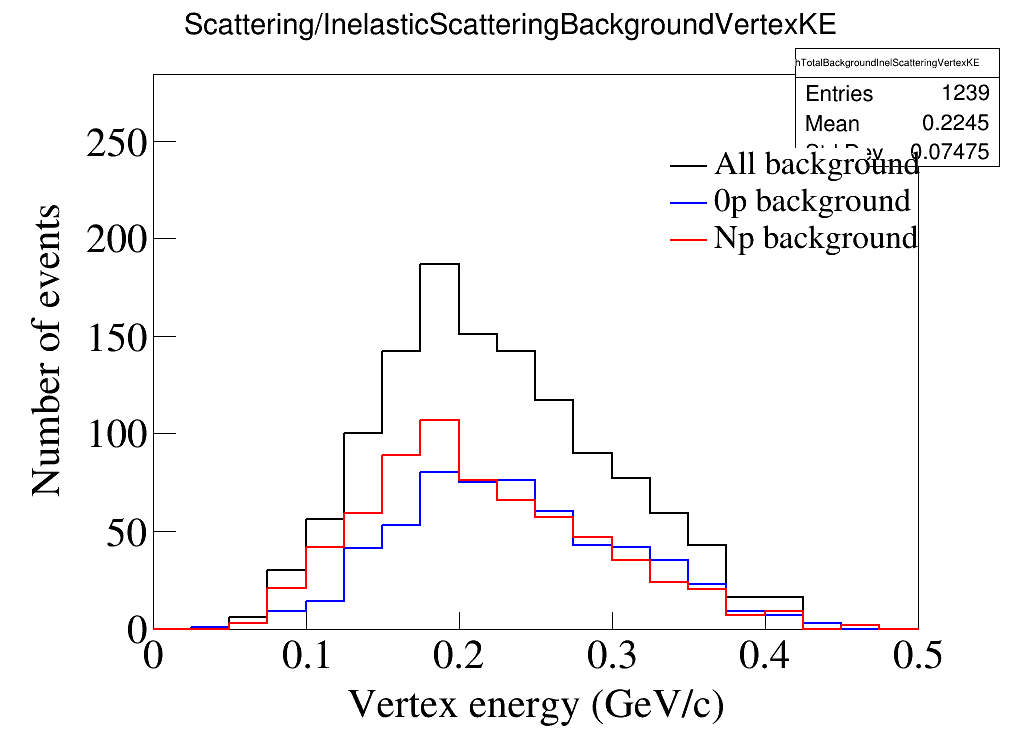 Scattering/InelasticScatteringBackgroundVertexKE
hTotalBackgroundInelScatteringVertexKE
Entries 1239
Mean 0.2245
Std Dev 0.07475
All background
0p background
Np background
Number of events
250
200
150
100
50
0
0 0.1 0.2 0.3 0.4 0.5
Vertex energy (GeV/c)